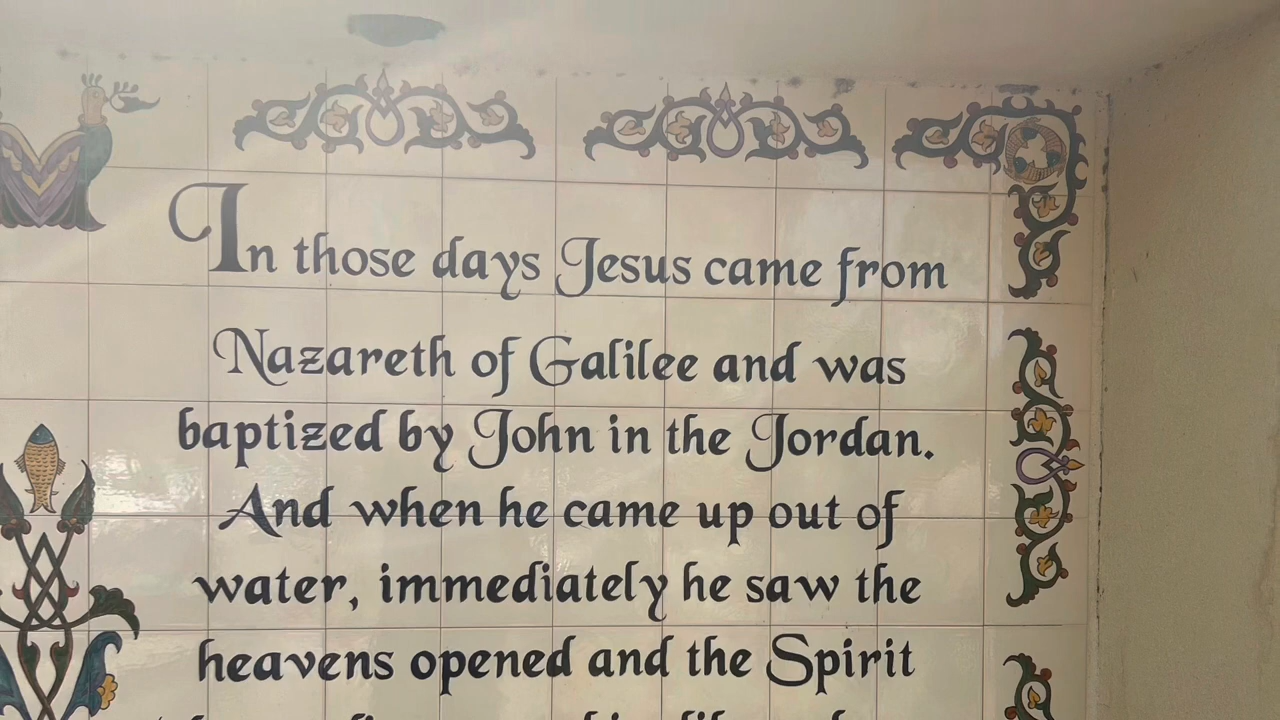 In those days Jesus came from
Nazareth of Galilee and was
baptized by John in the Jordan.
And when he came up out of
water, immediately he saw the
heavens opened and the Spirit